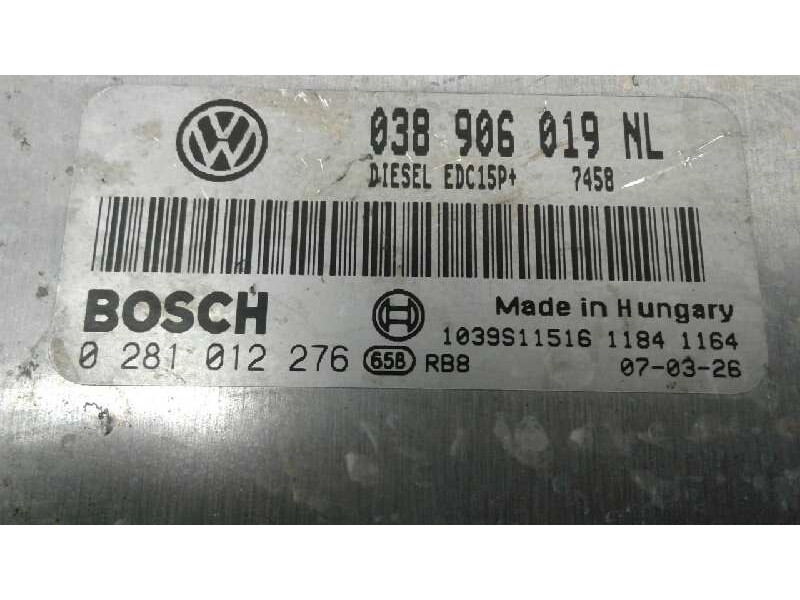 038 906 019 NL
DIESEL EDC15P+ 7458
BOSCH
Made in Hungary
1039S11516 1184 1164
0 281 012 276 65B RB8 07-03-26